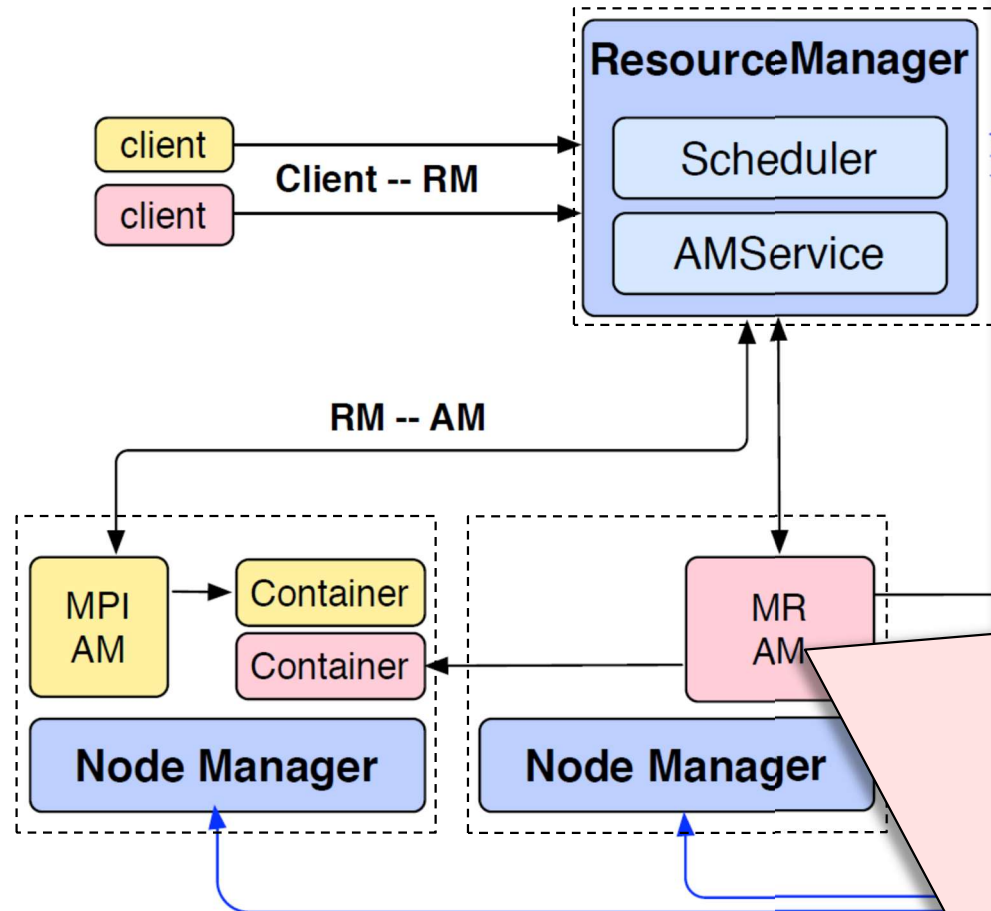 ResourceManager
client
Scheduler
Client -- RM
client
AMService
RM -- AM
MPI
AM
Container
Container
MR
AM
Node Manager
Node Manager